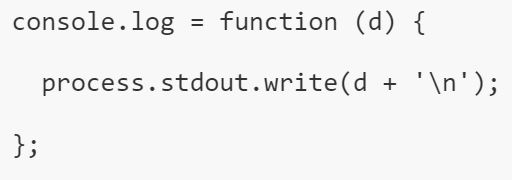 console.log = function (d) {
process.stdout.write(d + '\n');
};